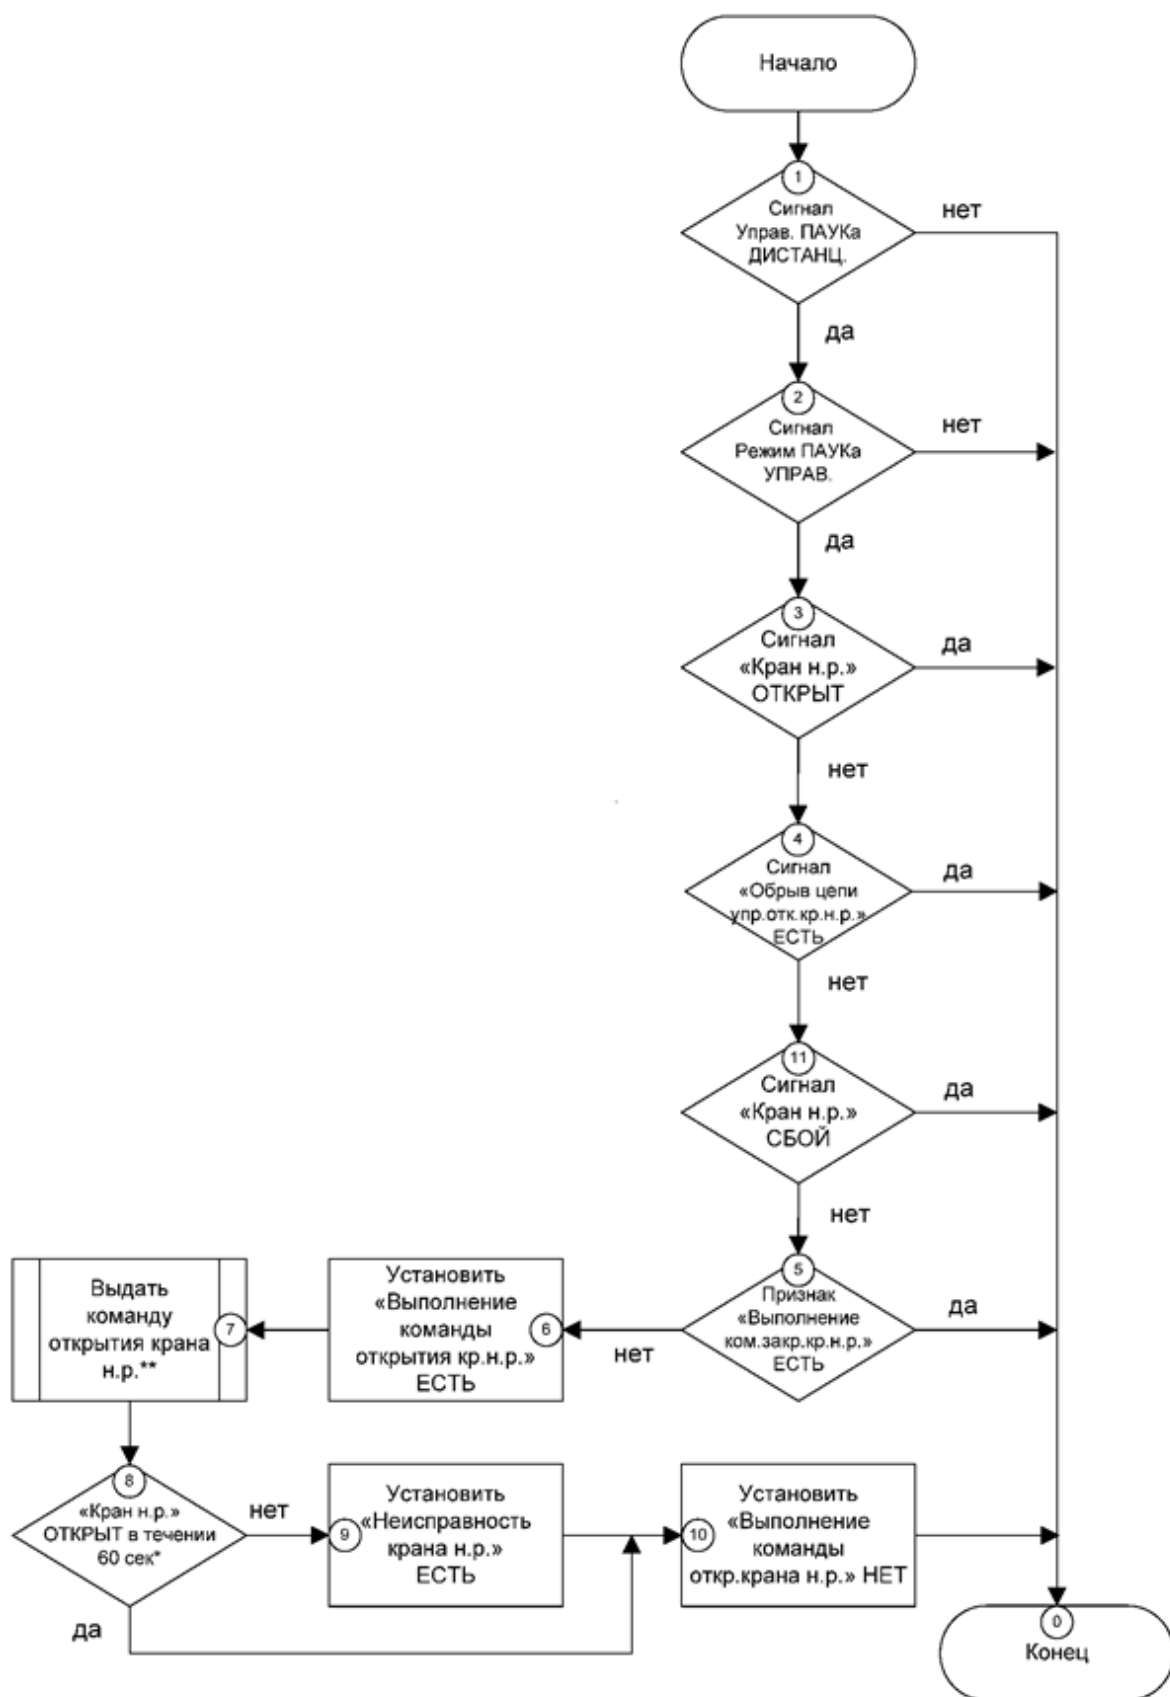 Начало
1
Сигнал
Управ. ПАУКа
ДИСТАНЦ.
нет
да
2
Сигнал
Режим ПАУКа
УПРАВ.
нет
да
3
Сигнал
«Кран н.р.»
ОТКРЫТ
да
нет
4
Сигнал
«Обрыв цепи
упр.отк.кр.н.р.»
ЕСТЬ
да
нет
11
Сигнал
«Кран н.р.»
СБОЙ
да
нет
5
Признак
«Выполнение
ком.закр.кр.н.р.»
ЕСТЬ
да
нет
6
Установить
«Выполнение
команды
открытия кр.н.р.»
ЕСТЬ
7
Выдать
команду
открытия крана
н.р.**
8
«Кран н.р.»
ОТКРЫТ в течении
60 сек*
нет
да
9
Установить
«Неисправность
крана н.р.»
ЕСТЬ
10
Установить
«Выполнение
команды
откр.крана н.р.» НЕТ
0
Конец